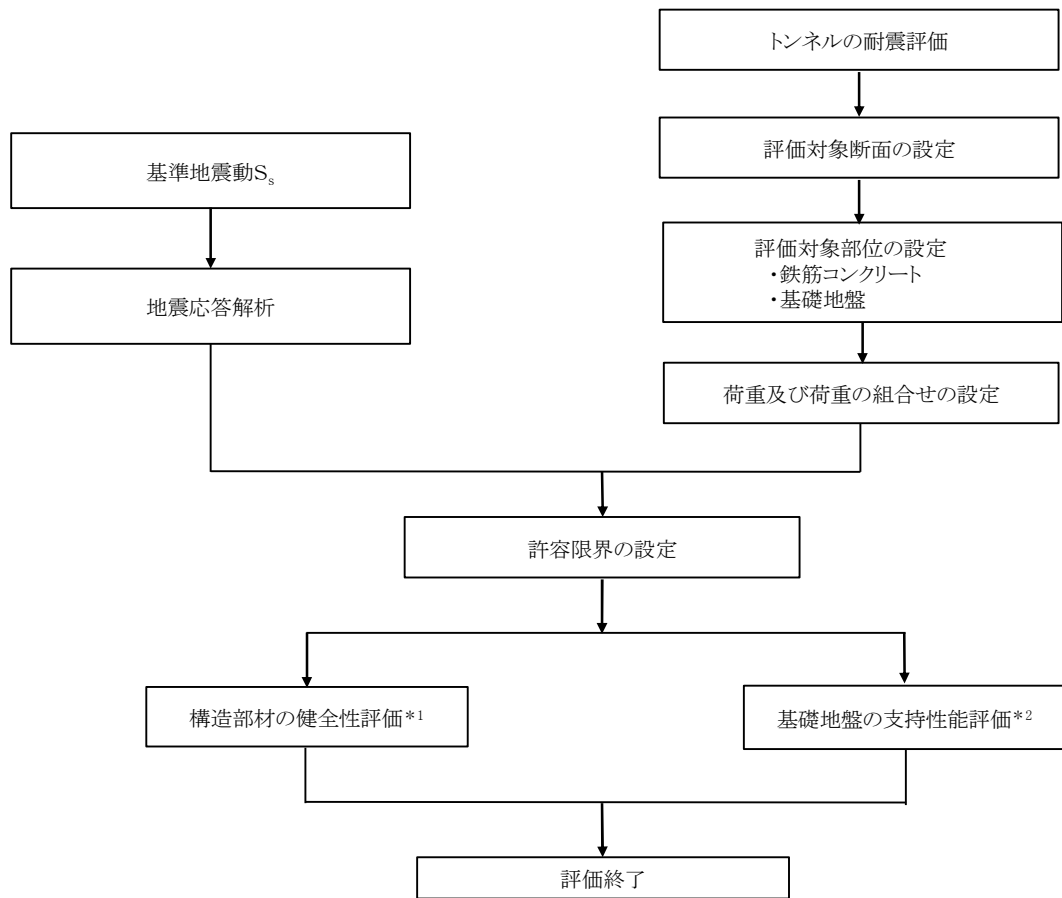 トンネルの耐震評価
評価対象断面の設定
基準地震動Ss
評価対象部位の設定
・鉄筋コンクリート
・基礎地盤
地震応答解析
荷重及び荷重の組合せの設定
許容限界の設定
構造部材の健全性評価*1
基礎地盤の支持性能評価*2
評価終了